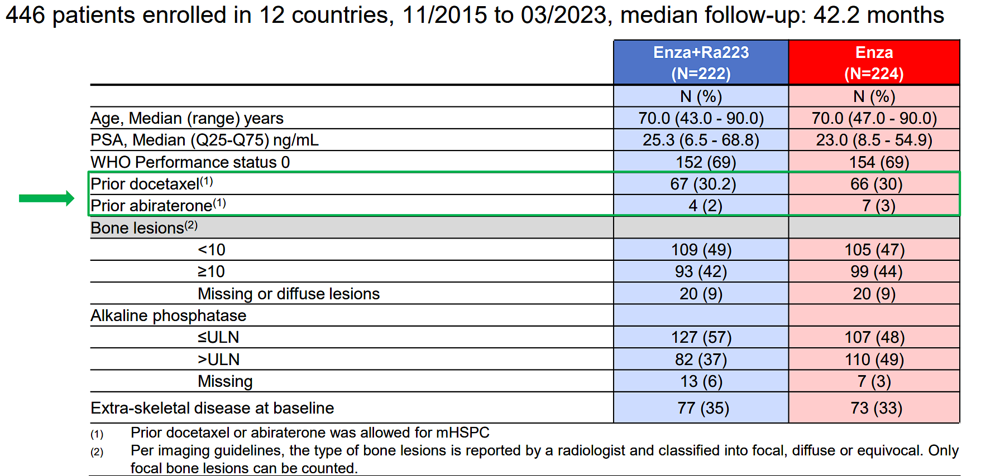 446 patients enrolled in 12 countries, 11/2015 to 03/2023, median follow-up: 42.2 months
Enza+Ra223 Enza
(N=222) (N=224)
N (%) N (%)
Age, Median (range) years 70.0 (43.0 - 90.0) 70.0 (47.0 - 90.0)
PSA, Median (Q25-Q75) ng/mL 25.3 (6.5 - 68.8) 23.0 (8.5 - 54.9)
WHO Performance status 0 152 (69) 154 (69)
Prior docetaxel(1) 67 (30.2) 66 (30)
Prior abiraterone(1) 4 (2) 7 (3)
Bone lesions(2)
<10 109 (49) 105 (47)
≥10 93 (42) 99 (44)
Missing or diffuse lesions 20 (9) 20 (9)
Alkaline phosphatase
≤ULN 127 (57) 107 (48)
>ULN 82 (37) 110 (49)
Missing 13 (6) 7 (3)
Extra-skeletal disease at baseline 77 (35) 73 (33)
(1) Prior docetaxel or abiraterone was allowed for mHSPC
(2) Per imaging guidelines, the type of bone lesions is reported by a radiologist and classified into focal, diffuse or equivocal. Only
focal bone lesions can be counted.